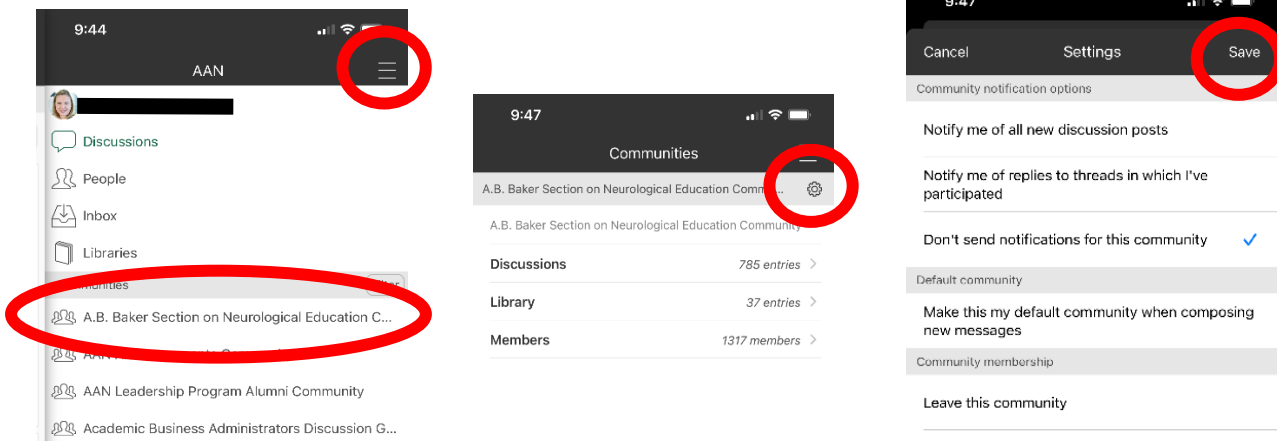 9:44
AAN
Discussions
People
Inbox
Libraries
A.B. Baker Section on Neurological Education C...
AAN Leadership Program Alumni Community
Academic Business Administrators Discussion G...
9:47
Communities
A.B. Baker Section on Neurological Education Commu...
A.B. Baker Section on Neurological Education Community
Discussions 785 entries
Library 37 entries
Members 1317 members
9:47
Cancel Settings Save
Community notification options
Notify me of all new discussion posts
Notify me of replies to threads in which I've
participated
Don't send notifications for this community
Default community
Make this my default community when composing
new messages
Community membership
Leave this community